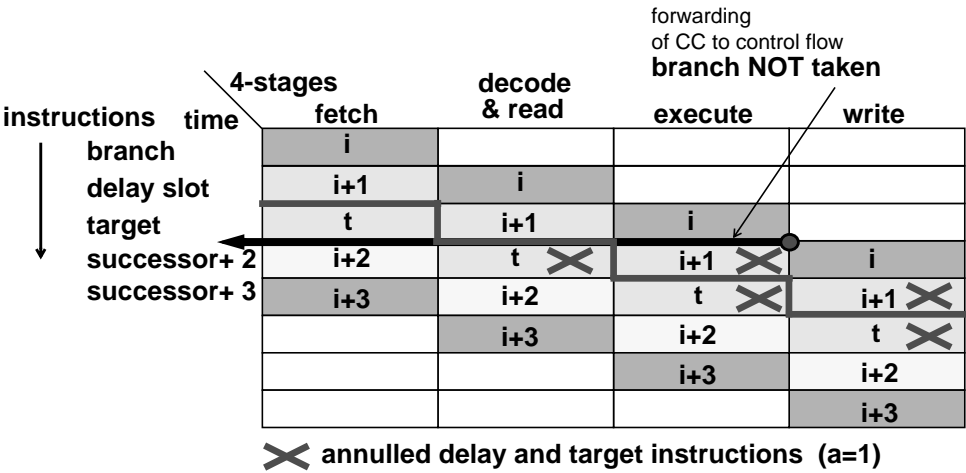 forwarding
of CC to control flow
branch NOT taken
4-stages
decode
& read
instructions time fetch execute write
branch i
delay slot i+1 i
target t i+1 i
successor+ 2 i+2 t i+1 i
successor+ 3 i+3 i+2 t i+1
i+3 i+2 t
i+3 i+2
i+3
annulled delay and target instructions (a=1)